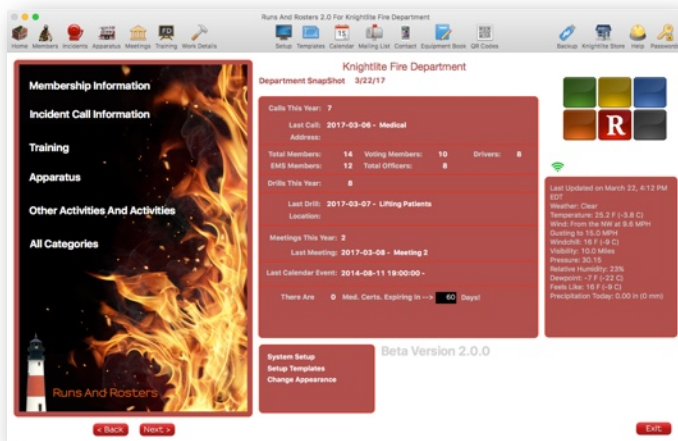 Runs And Rosters 2.0 For Knightlite Fire Department
Home Members Incidents Apparatus Meetings Training Work Details Setup Templates Calendar Mailing List Contact Equipment Book QR Codes Backup Knightlite Store Help Password
FD
15
Knightlite Fire Department
Department SnapShot 3/22/17
Membership Information
Incident Call Information
Training
Apparatus
Other Activities And Activities
All Categories
Runs And Rosters
< Back Next >
Calls This Year: 7
Last Call: 2017-03-06 - Medical
Address:
Total Members: 14 Voting Members: 10 Drivers: 8
EMS Members: 12 Total Officers: 8
Drills This Year: 8
Last Drill: 2017-03-07 - Lifting Patients
Location:
Meetings This Year: 2
Last Meeting: 2017-03-08 - Meeting 2
Last Calendar Event: 2014-08-11 19:00:00 -
There Are 0 Med. Certs. Expiring In --> 60 Days!
System Setup
Setup Templates
Change Appearance
Beta Version 2.0.0
R
Last Updated on March 22, 4:12 PM
EDT
Weather: Clear
Temperature: 25.2 F (-3.8 C)
Wind: From the NW at 9.6 MPH
Gusting to 15.0 MPH
Windchill: 16 F (-9 C)
Visibility: 10.0 Miles
Pressure: 30.15
Relative Humidity: 23%
Dewpoint: -7 F (-22 C)
Feels Like: 16 F (-9 C)
Precipitation Today: 0.00 in (0 mm)
Exit